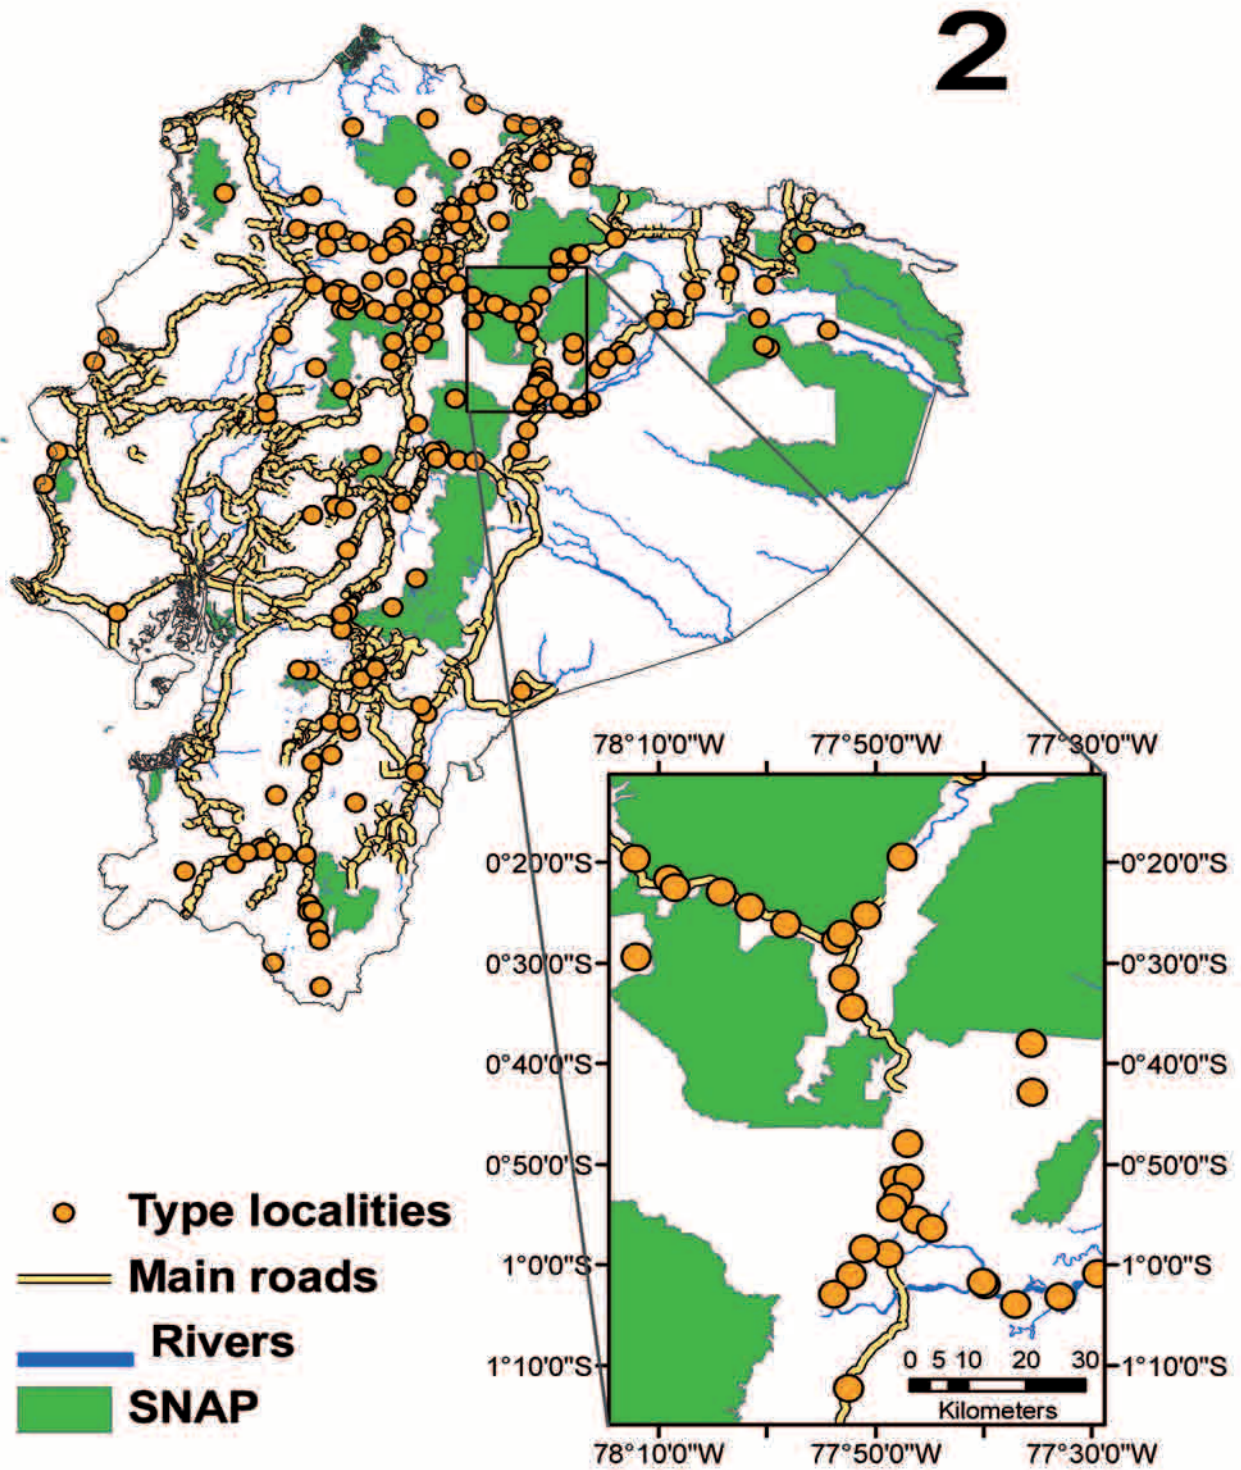 2
78°10'0"W 77°50'0"W 77°30'0"W
0°20'0"S 0°20'0"S
0°30'0"S 0°30'0"S
0°40'0"S 0°40'0"S
0°50'0"S 0°50'0"S
1°0'0"S 1°0'0"S
1°10'0"S 1°10'0"S
0 5 10 20 30
Kilometers
78°10'0"W 77°50'0"W 77°30'0"W
Type localities
Main roads
Rivers
SNAP